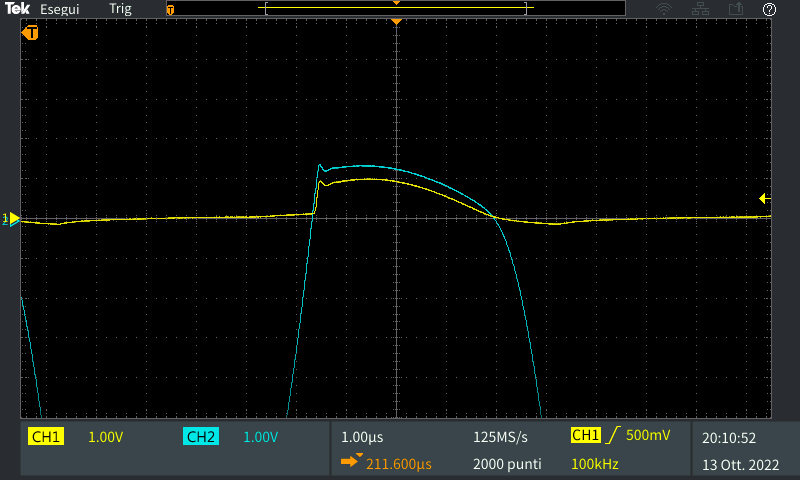 Tek Esegui Trig
T
T
1
2
CH1 1.00V CH2 1.00V 1.00µs 125MS/s CH1 500mV 20:10:52
211.600µs 2000 punti 100kHz 13 Ott. 2022